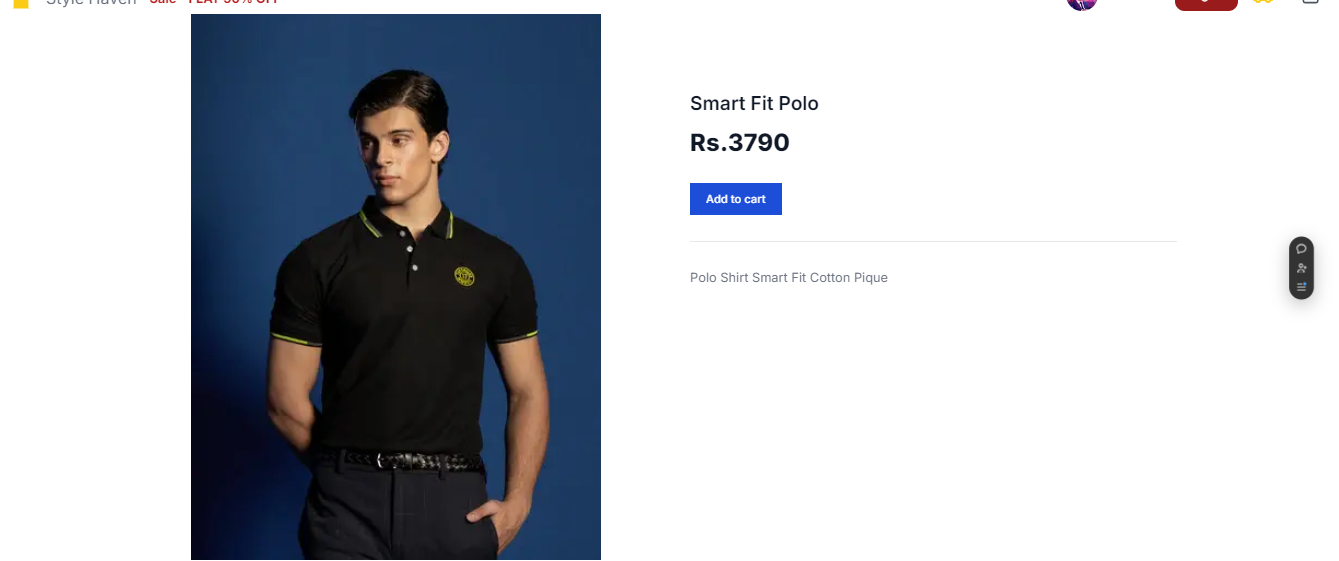 Style Haven Sale - FLAT 50% OFF
Smart Fit Polo
Rs.3790
Add to cart
Polo Shirt Smart Fit Cotton Pique